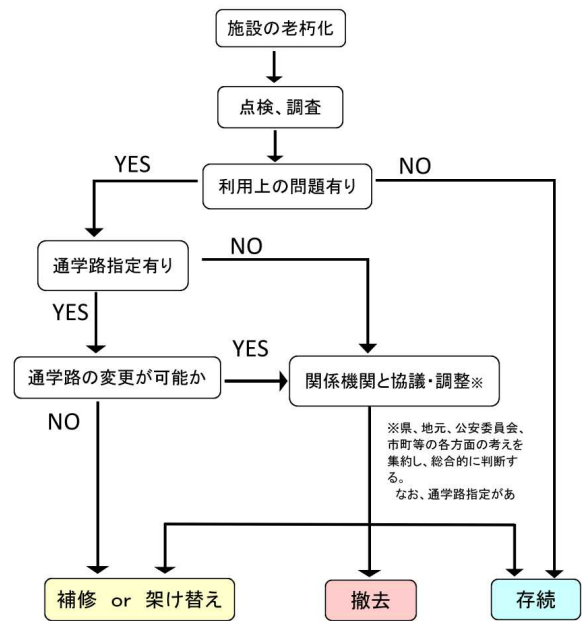 施設の老朽化
点検、調査
YES
NO
利用上の問題有り
NO
通学路指定有り
YES
YES
通学路の変更が可能か
関係機関と協議・調整※
NO
※県、地元、公安委員会、
市町等の各方面の考えを
集約し、総合的に判断す
る。
なお、通学路指定があ
補修 or 架け替え
撤去
存続